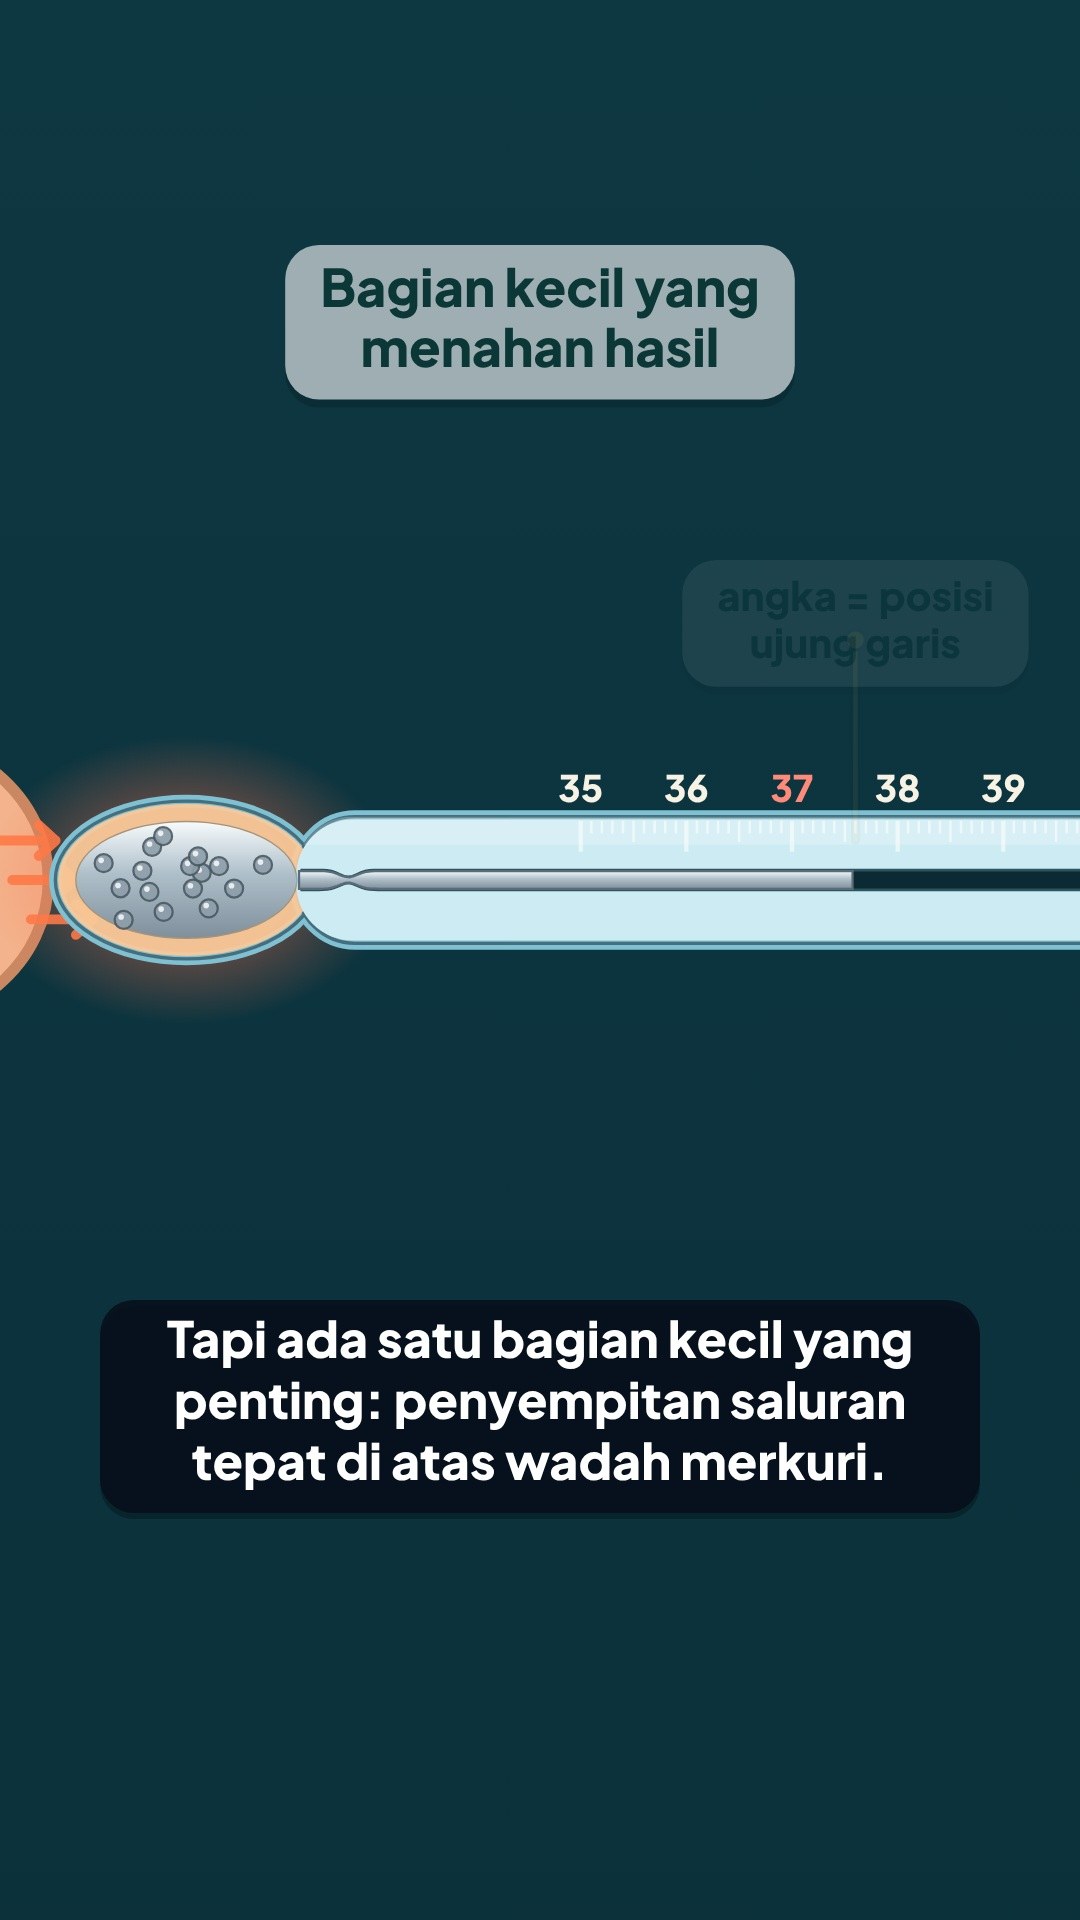 Bagian kecil yang
menahan hasil
angka = posisi
ujung garis
35 36 37 38 39
Tapi ada satu bagian kecil yang
penting: penyempitan saluran
tepat di atas wadah merkuri.